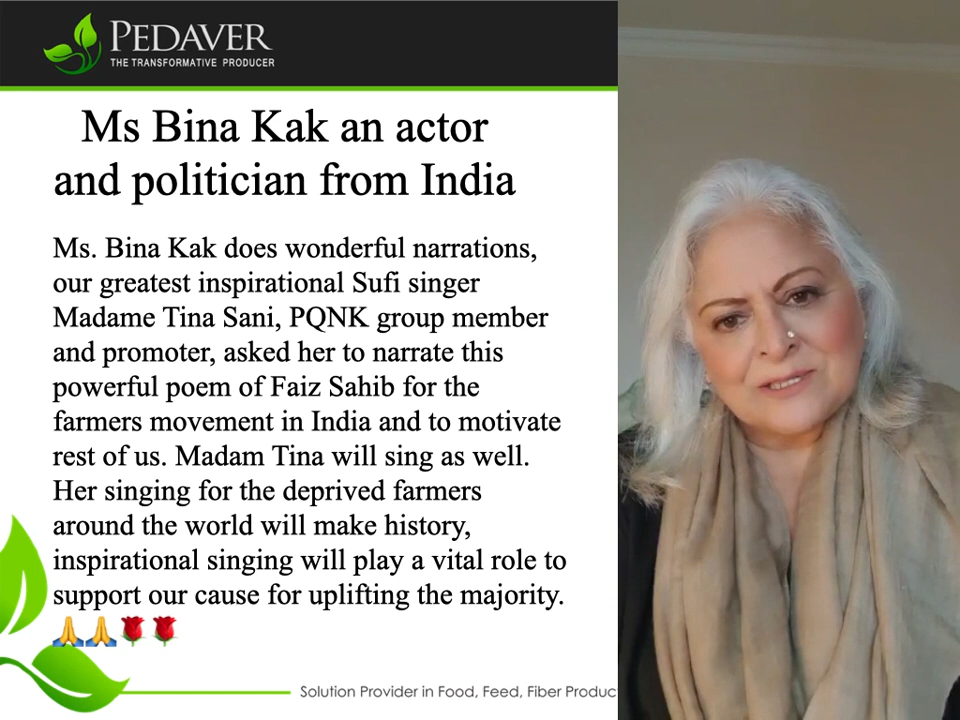 PEDAVER
THE TRANSFORMATIVE PRODUCER
Ms Bina Kak an actor
and politician from India
Ms. Bina Kak does wonderful narrations,
our greatest inspirational Sufi singer
Madame Tina Sani, PQNK group member
and promoter, asked her to narrate this
powerful poem of Faiz Sahib for the
farmers movement in India and to motivate
rest of us. Madam Tina will sing as well.
Her singing for the deprived farmers
around the world will make history,
inspirational singing will play a vital role to
support our cause for uplifting the majority.
🙏🙏🌹🌹
Solution Provider in Food, Feed, Fiber Produc